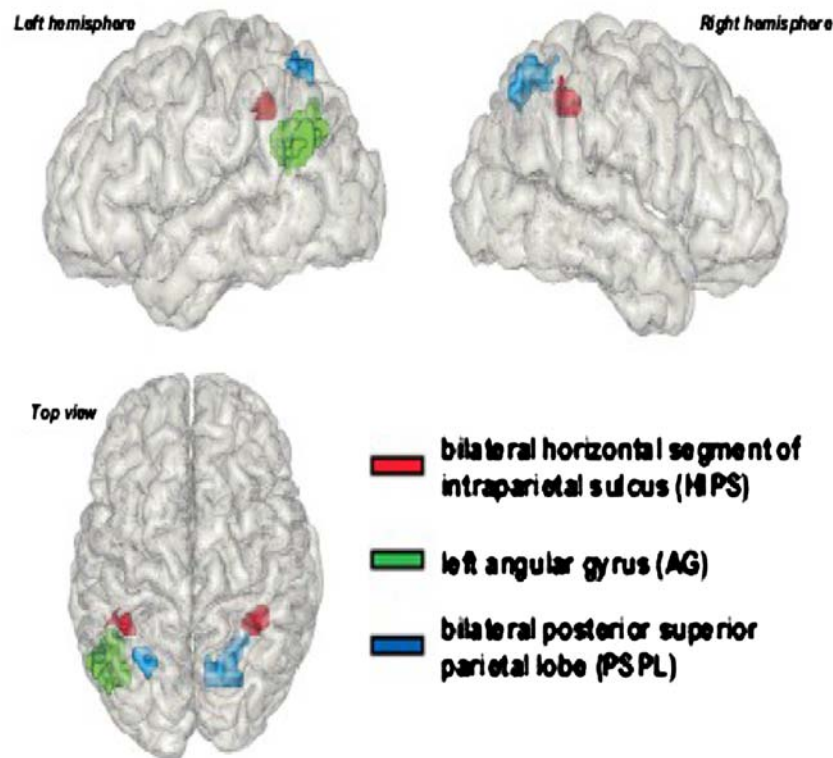 Left hemisphere
Right hemisphere
Top view
bilateral horizontal segment of
intraparietal sulcus (HIPS)
left angular gyrus (AG)
bilateral posterior superior
parietal lobe (PSPL)